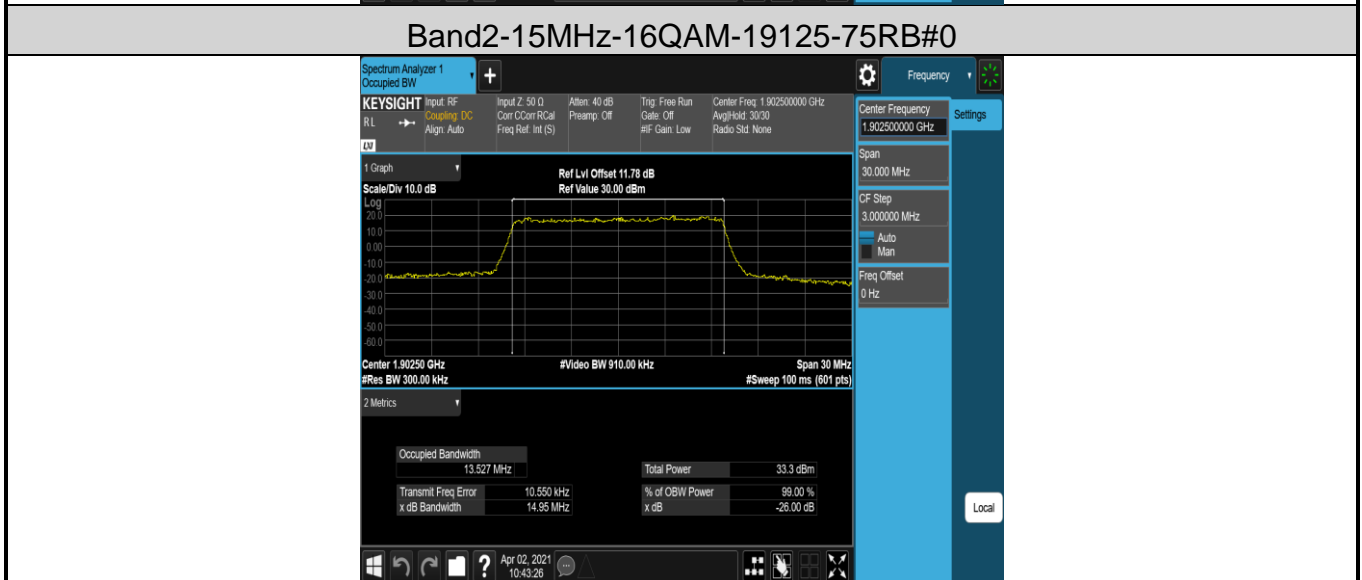 Band2-15MHz-16QAM-19125-75RB#0
Spectrum Analyzer 1
Occupied BW
+
Frequency
KEYSIGHT
RL
LXI
Input: RF
Coupling: DC
Align: Auto
Input Z: 50 Ω
Corr CCorr RCal
Freq Ref: Int (S)
Atten: 40 dB
Preamp: Off
Trig: Free Run
Gate: Off
#IF Gain: Low
Center Freq: 1.902500000 GHz
Avg|Hold: 30/30
Radio Std: None
Center Frequency
1.902500000 GHz
Settings
Span
30.000 MHz
CF Step
3.000000 MHz
Auto
Man
Freq Offset
0 Hz
1 Graph
Scale/Div 10.0 dB
Ref Lvl Offset 11.78 dB
Ref Value 30.00 dBm
Log
20.0
10.0
0.00
-10.0
-20.0
-30.0
-40.0
-50.0
-60.0
Center 1.90250 GHz
#Video BW 910.00 kHz
Span 30 MHz
#Res BW 300.00 kHz
#Sweep 100 ms (601 pts)
2 Metrics
Occupied Bandwidth
13.527 MHz
Total Power 33.3 dBm
Transmit Freq Error 10.550 kHz
% of OBW Power 99.00 %
x dB Bandwidth 14.95 MHz
x dB -26.00 dB
Local
?
Apr 02, 2021
10:43:26